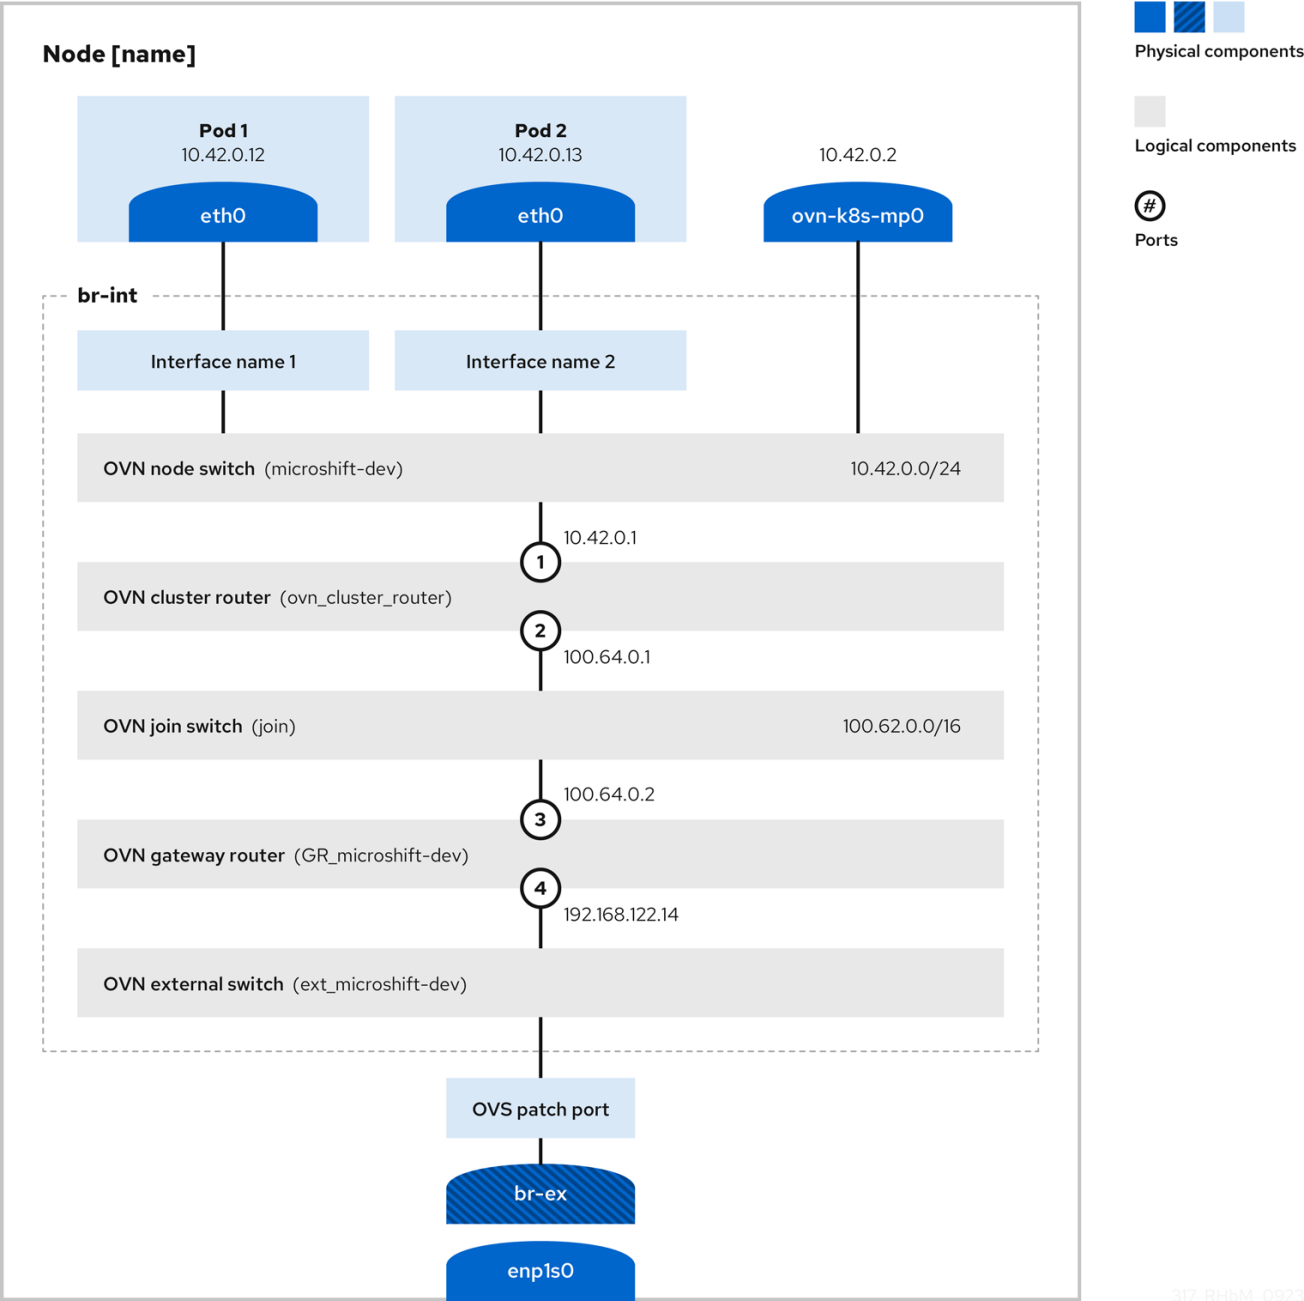 Node [name]
Pod 1
10.42.0.12
eth0
Pod 2
10.42.0.13
eth0
10.42.0.2
ovn-k8s-mp0
br-int
Interface name 1
Interface name 2
OVN node switch (microshift-dev) 10.42.0.0/24
10.42.0.1
1
OVN cluster router (ovn_cluster_router)
2
100.64.0.1
OVN join switch (join) 100.62.0.0/16
100.64.0.2
3
OVN gateway router (GR_microshift-dev)
4
192.168.122.14
OVN external switch (ext_microshift-dev)
OVS patch port
br-ex
enp1s0
Physical components
Logical components
#
Ports
317_RHbM_0923